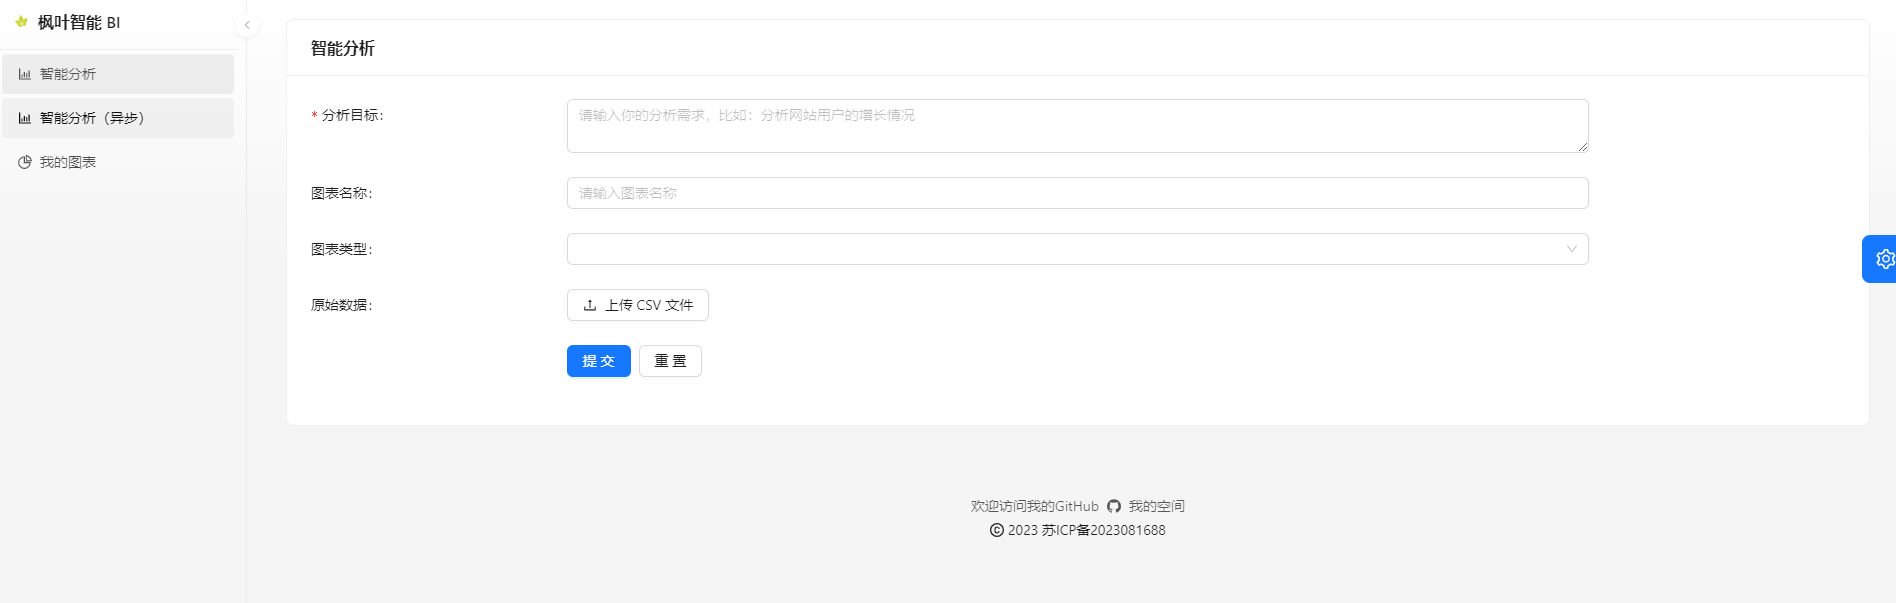 枫叶智能 BI
智能分析
智能分析（异步）
我的图表
智能分析
* 分析目标：
请输入你的分析需求，比如：分析网站用户的增长情况
图表名称：
请输入图表名称
图表类型：
原始数据：
上传 CSV 文件
提 交 重 置
欢迎访问我的GitHub 我的空间
© 2023 苏ICP备2023081688